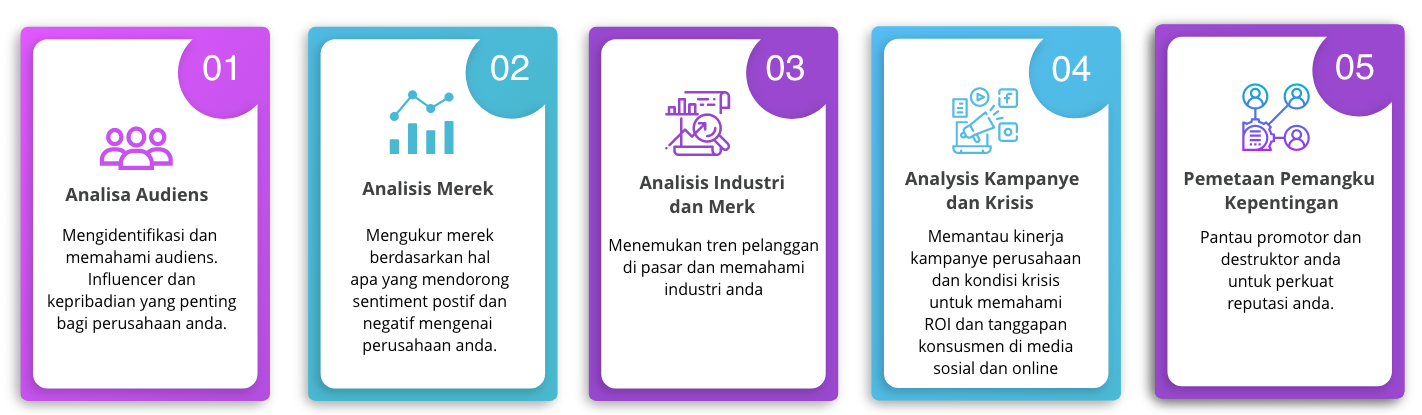 01
Analisa Audiens
Mengidentifikasi dan
memahami audiens.
Influencer dan
kepribadian yang penting
bagi perusahaan anda.
02
Analisis Merek
Mengukur merek
berdasarkan hal
apa yang mendorong
sentiment postif dan
negatif mengenai
perusahaan anda.
03
Analisis Industri
dan Merk
Menemukan tren pelanggan
di pasar dan memahami
industri anda
04
Analysis Kampanye
dan Krisis
Memantau kinerja
kampanye perusahaan
dan kondisi krisis
untuk memahami
ROI dan tanggapan
konsusmen di media
sosial dan online
05
Pemetaan Pemangku
Kepentingan
Pantau promotor dan
destruktor anda
untuk perkuat
reputasi anda.